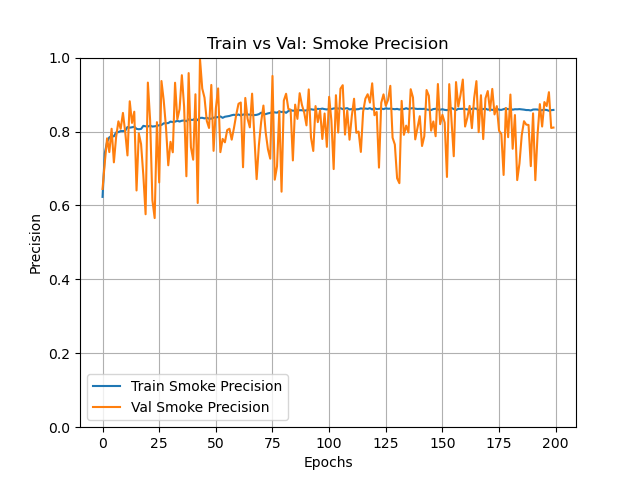 Train vs Val: Smoke Precision
1.0
0.8
0.6
0.4
0.2
0.0
Precision
Train Smoke Precision
Val Smoke Precision
0 25 50 75 100 125 150 175 200
Epochs